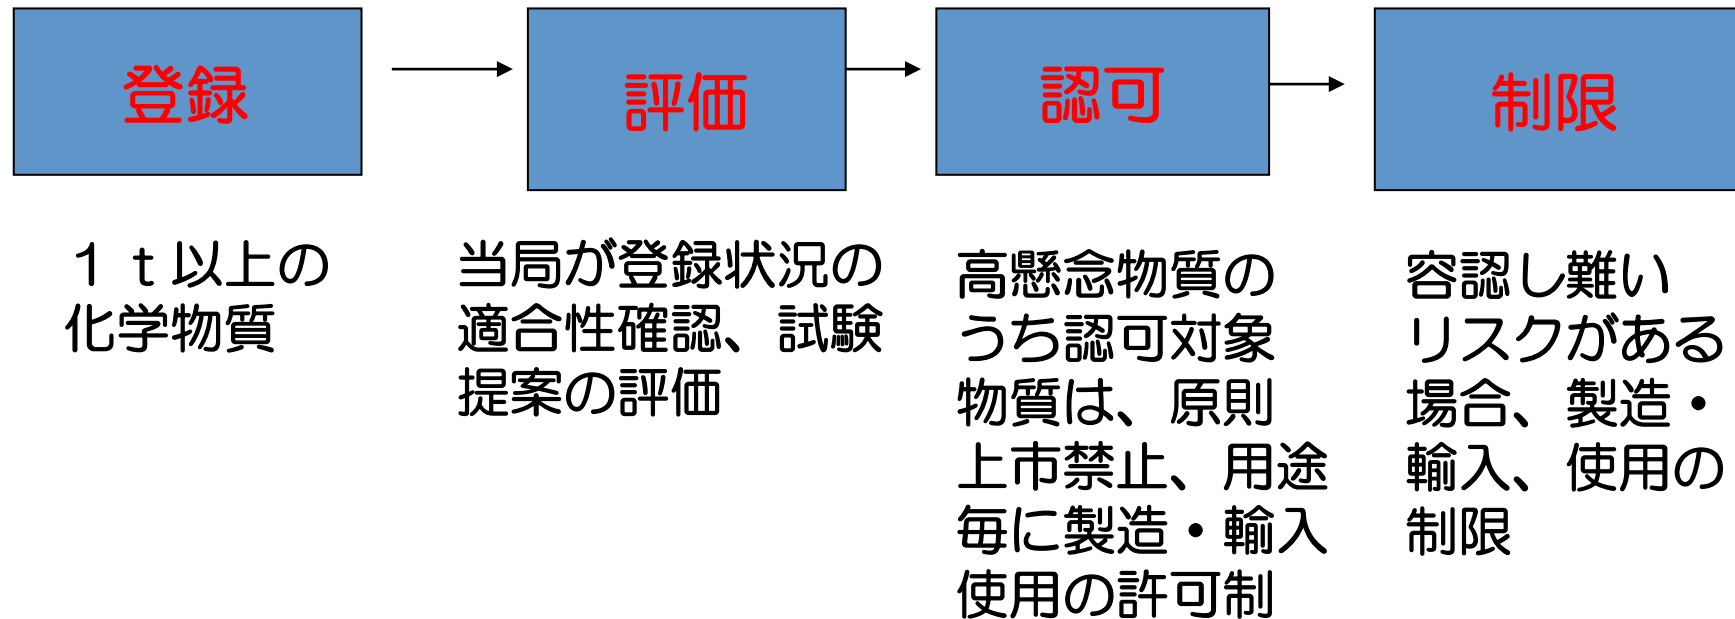 登録
評価
認可
制限
１ｔ以上の
化学物質
当局が登録状況の
適合性確認、試験
提案の評価
高懸念物質の
うち認可対象
物質は、原則
上市禁止、用途
毎に製造・輸入
使用の許可制
容認し難い
リスクがある
場合、製造・
輸入、使用の
制限